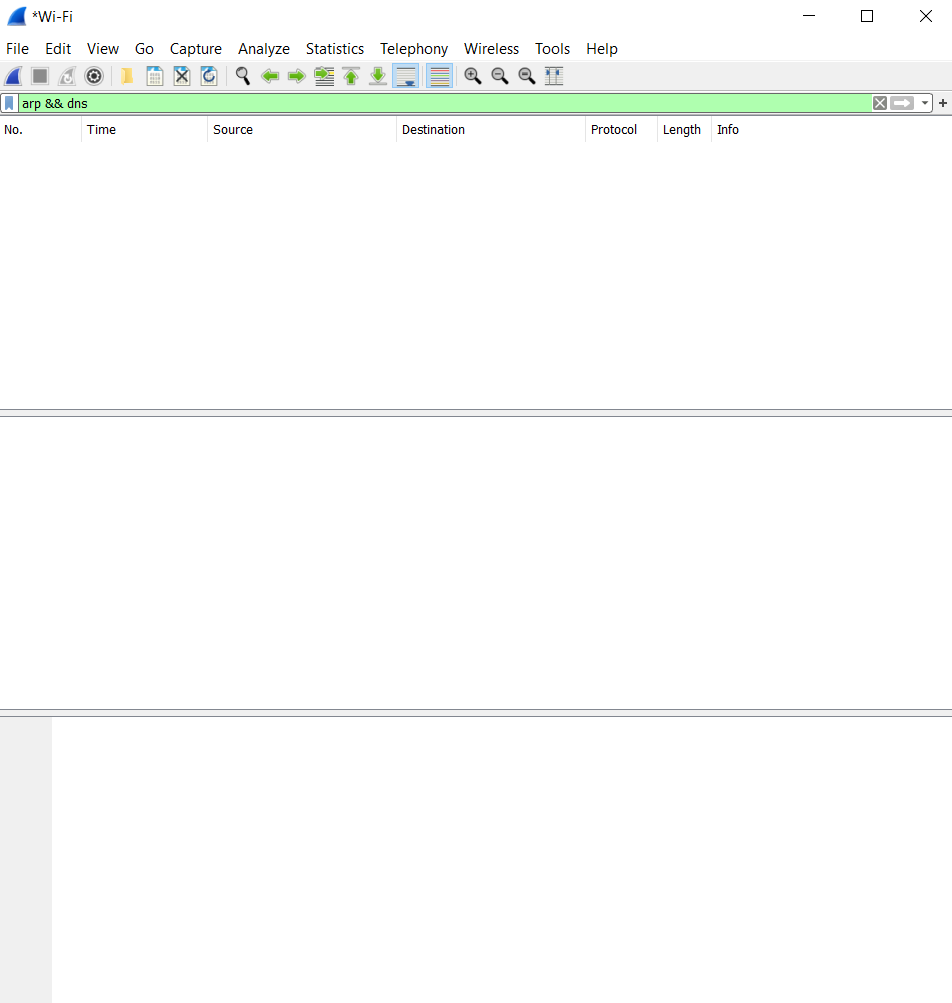 *Wi-Fi
File Edit View Go Capture Analyze Statistics Telephony Wireless Tools Help
arp && dns
No. Time Source Destination Protocol Length Info